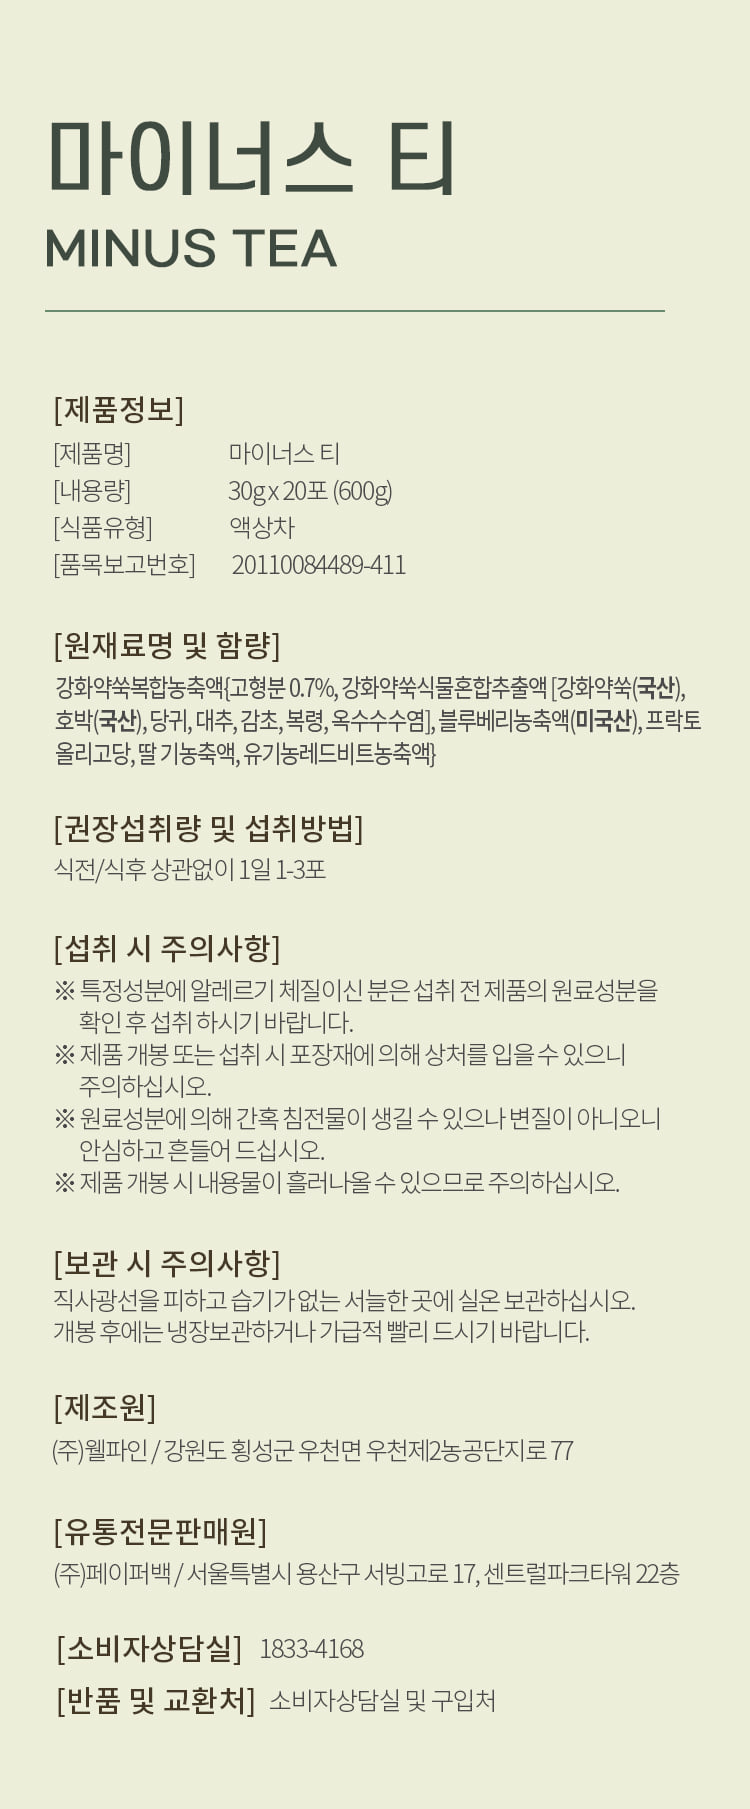 마이너스 티
MINUS TEA
[제품정보]
[제품명] 마이너스 티
[내용량] 30g x 20포 (600g)
[식품유형] 액상차
[품목보고번호] 20110084489-411
[원재료명 및 함량]
강화약쑥복합농축액{고형분 0.7%, 강화약쑥식물혼합추출액 [강화약쑥(국산),
호박(국산), 당귀, 대추, 감초, 복령, 옥수수수염], 블루베리농축액(미국산), 프락토
올리고당, 딸 기농축액, 유기농레드비트농축액}
[권장섭취량 및 섭취방법]
식전/식후 상관없이 1일 1-3포
[섭취 시 주의사항]
※ 특정성분에 알레르기 체질이신 분은 섭취 전 제품의 원료성분을
확인 후 섭취 하시기 바랍니다.
※ 제품 개봉 또는 섭취 시 포장재에 의해 상처를 입을 수 있으니
주의하십시오.
※ 원료성분에 의해 간혹 침전물이 생길 수 있으나 변질이 아니오니
안심하고 흔들어 드십시오.
※ 제품 개봉 시 내용물이 흘러나올 수 있으므로 주의하십시오.
[보관 시 주의사항]
직사광선을 피하고 습기가 없는 서늘한 곳에 실온 보관하십시오.
개봉 후에는 냉장보관하거나 가급적 빨리 드시기 바랍니다.
[제조원]
(주)웰파인 / 강원도 횡성군 우천면 우천제2농공단지로 77
[유통전문판매원]
(주)페이퍼백 / 서울특별시 용산구 서빙고로 17, 센트럴파크타워 22층
[소비자상담실] 1833-4168
[반품 및 교환처] 소비자상담실 및 구입처